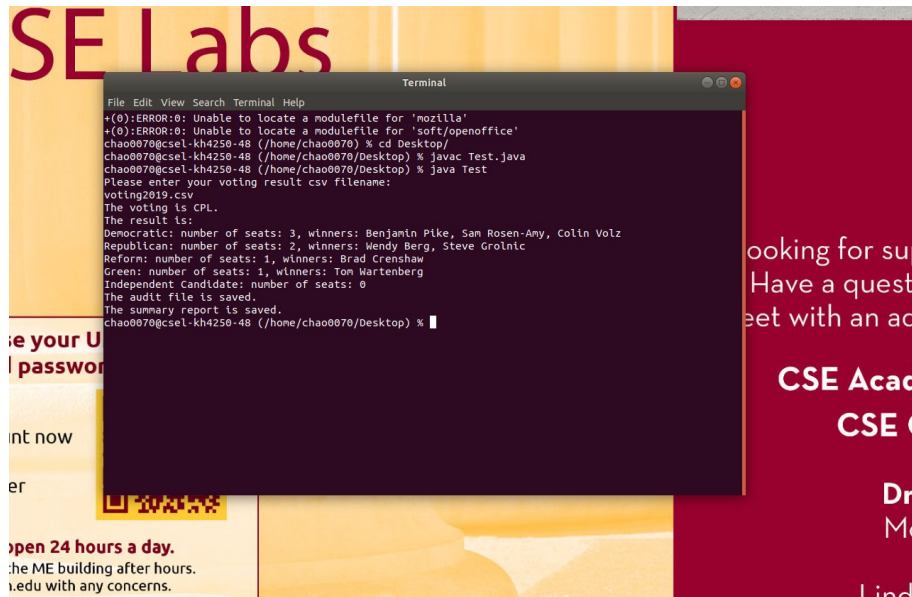 SE Labs
Terminal
File Edit View Search Terminal Help
+(0):ERROR:0: Unable to locate a modulefile for 'mozilla'
+(0):ERROR:0: Unable to locate a modulefile for 'soft/openoffice'
chao0070@csel-kh4250-48 (/home/chao0070) % cd Desktop/
chao0070@csel-kh4250-48 (/home/chao0070/Desktop) % javac Test.java
chao0070@csel-kh4250-48 (/home/chao0070/Desktop) % java Test
Please enter your voting result csv filename:
voting2019.csv
The voting is CPL.
The result is:
Democratic: number of seats: 3, winners: Benjamin Pike, Sam Rosen-Amy, Colin Volz
Republican: number of seats: 2, winners: Wendy Berg, Steve Grolnic
Reform: number of seats: 1, winners: Brad Crenshaw
Green: number of seats: 1, winners: Tom Wartenberg
Independent Candidate: number of seats: 0
The audit file is saved.
The summary report is saved.
chao0070@csel-kh4250-48 (/home/chao0070/Desktop) %
se your U
passwor
nt now
er
open 24 hours a day.
the ME building after hours.
n.edu with any concerns.
ooking for su
Have a quest
eet with an ad
CSE Acad
CSE
Dr
Me
Lind